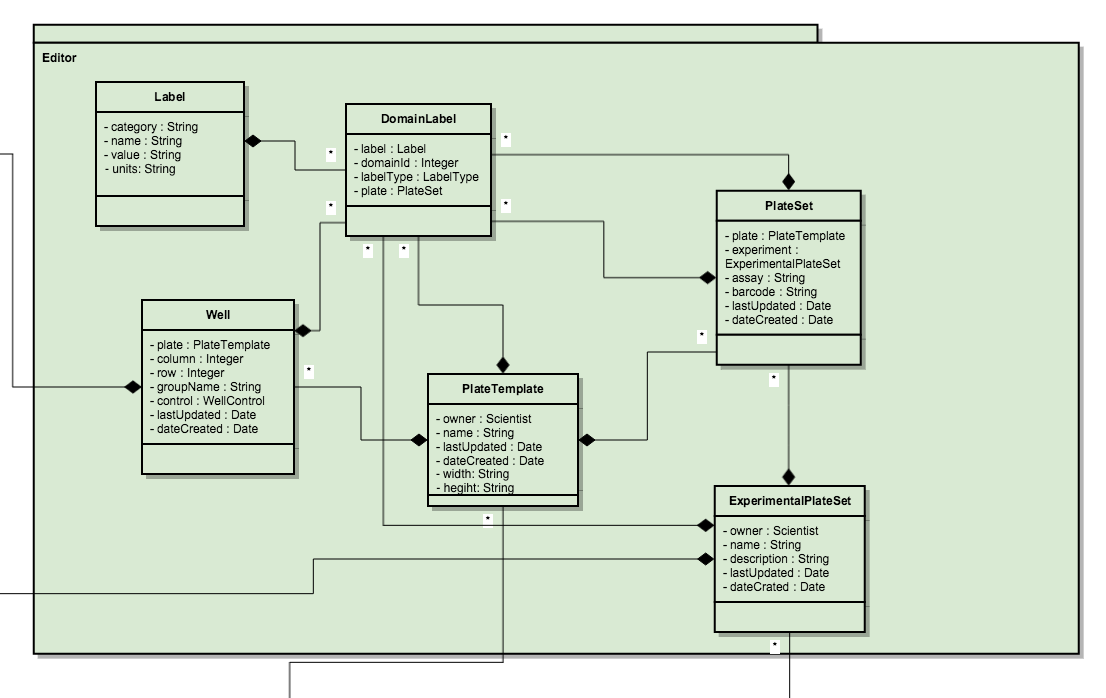 Editor
Label
- category : String
- name : String
- value : String
- units: String
DomainLabel
- label : Label
- domainId : Integer
- labelType : LabelType
- plate : PlateSet
*
*
*
*
*
*
PlateSet
- plate : PlateTemplate
- experiment :
ExperimentalPlateSet
- assay : String
- barcode : String
- lastUpdated : Date
- dateCreated : Date
*
*
Well
- plate : PlateTemplate
- column : Integer
- row : Integer
- groupName : String
- control : WellControl
- lastUpdated : Date
- dateCreated : Date
*
PlateTemplate
- owner : Scientist
- name : String
- lastUpdated : Date
- dateCreated : Date
- width: String
- hegiht: String
*
ExperimentalPlateSet
- owner : Scientist
- name : String
- description : String
- lastUpdated : Date
- dateCrated : Date
*